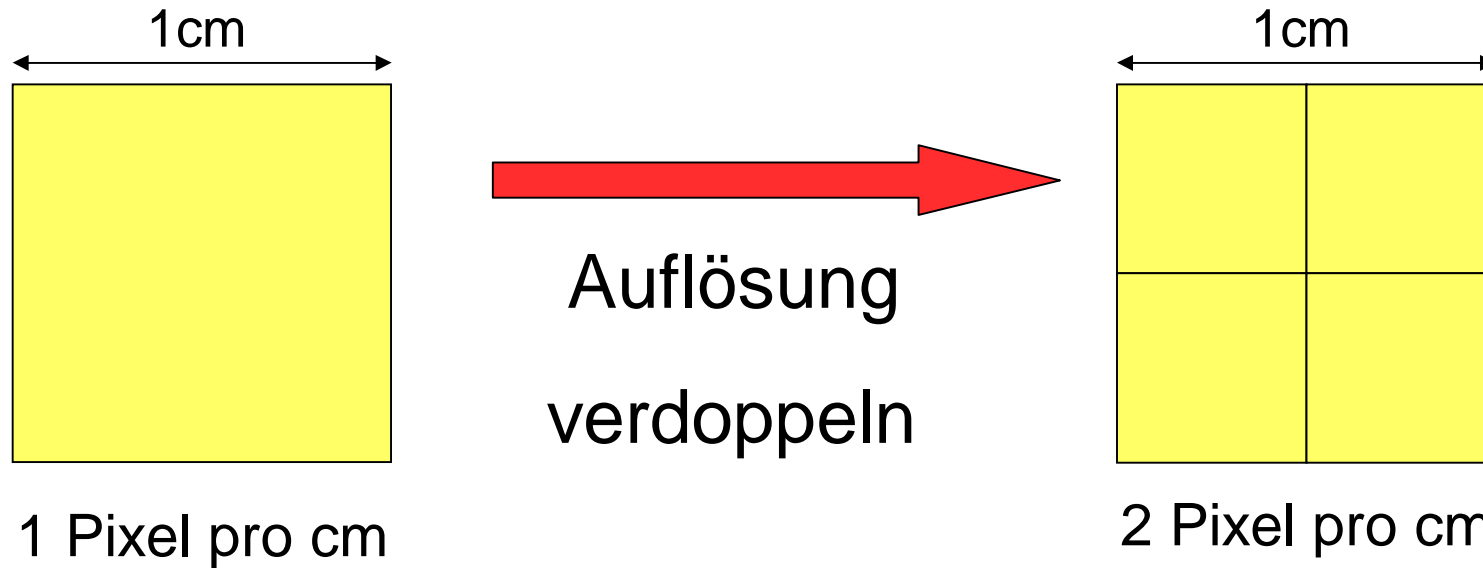 1cm
1cm
Auflösung
verdoppeln
1 Pixel pro cm
2 Pixel pro cm